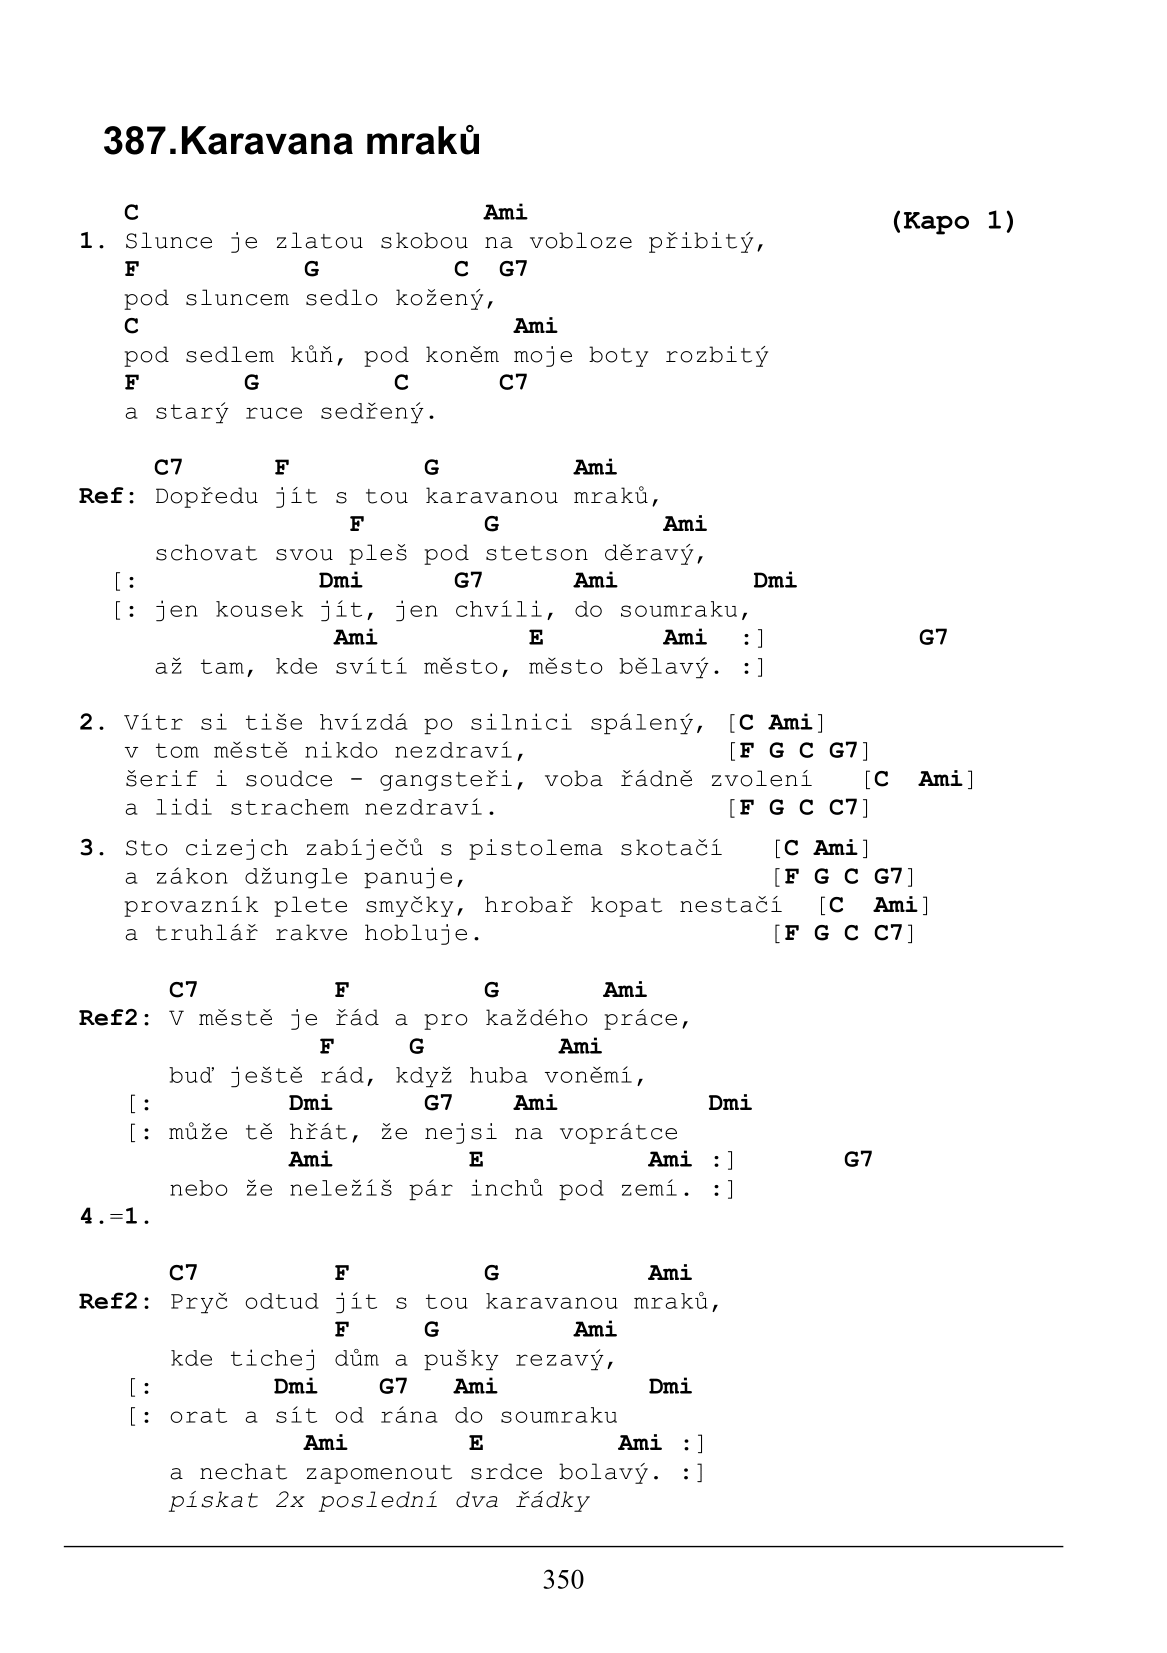 387.Karavana mraků
C Ami (Kapo 1)
1. Slunce je zlatou skobou na vobloze přibitý,
F G C G7
pod sluncem sedlo kožený,
C Ami
pod sedlem kůň, pod koněm moje boty rozbitý
F G C C7
a starý ruce sedřený.
C7 F G Ami
Ref: Dopředu jít s tou karavanou mraků,
F G Ami
schovat svou pleš pod stetson děravý,
[: Dmi G7 Ami Dmi
[: jen kousek jít, jen chvíli, do soumraku,
Ami E Ami :] G7
až tam, kde svítí město, město bělavý. :]
2. Vítr si tiše hvízdá po silnici spálený, [C Ami]
v tom městě nikdo nezdraví, [F G C G7]
šerif i soudce - gangsteři, voba řádně zvolení [C Ami]
a lidi strachem nezdraví. [F G C C7]
3. Sto cizejch zabíječů s pistolema skotačí [C Ami]
a zákon džungle panuje, [F G C G7]
provazník plete smyčky, hrobař kopat nestačí [C Ami]
a truhlář rakve hobluje. [F G C C7]
C7 F G Ami
Ref2: V městě je řád a pro každého práce,
F G Ami
buď ještě rád, když huba voněmí,
[: Dmi G7 Ami Dmi
[: může tě hřát, že nejsi na voprátce
Ami E Ami :] G7
nebo že neležíš pár inchů pod zemí. :]
4.=1.
C7 F G Ami
Ref2: Pryč odtud jít s tou karavanou mraků,
F G Ami
kde tichej dům a pušky rezavý,
[: Dmi G7 Ami Dmi
[: orat a sít od rána do soumraku
Ami E Ami :]
a nechat zapomenout srdce bolavý. :]
pískat 2x poslední dva řádky
350